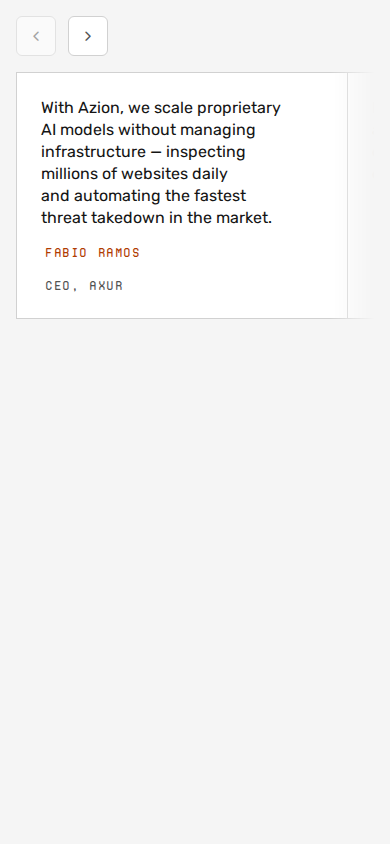 With Azion, we scale proprietary
AI models without managing
infrastructure — inspecting
millions of websites daily
and automating the fastest
threat takedown in the market.
FABIO RAMOS
CEO, AXUR